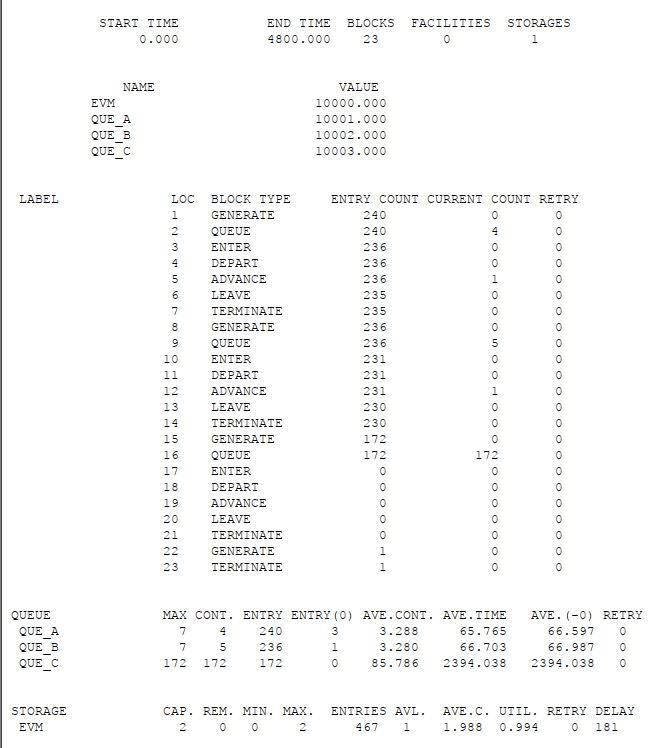 START TIME END TIME BLOCKS FACILITIES STORAGES
0.000 4800.000 23 0 1
NAME VALUE
EVM 10000.000
QUE_A 10001.000
QUE_B 10002.000
QUE_C 10003.000
LABEL LOC BLOCK TYPE ENTRY COUNT CURRENT COUNT RETRY
1 GENERATE 240 0 0
2 QUEUE 240 4 0
3 ENTER 236 0 0
4 DEPART 236 0 0
5 ADVANCE 236 1 0
6 LEAVE 235 0 0
7 TERMINATE 235 0 0
8 GENERATE 236 0 0
9 QUEUE 236 5 0
10 ENTER 231 0 0
11 DEPART 231 0 0
12 ADVANCE 231 1 0
13 LEAVE 230 0 0
14 TERMINATE 230 0 0
15 GENERATE 172 0 0
16 QUEUE 172 172 0
17 ENTER 0 0 0
18 DEPART 0 0 0
19 ADVANCE 0 0 0
20 LEAVE 0 0 0
21 TERMINATE 0 0 0
22 GENERATE 1 0 0
23 TERMINATE 1 0 0
QUEUE MAX CONT. ENTRY ENTRY(0) AVE.CONT. AVE.TIME AVE.(-0) RETRY
QUE_A 7 4 240 3 3.288 65.765 66.597 0
QUE_B 7 5 236 1 3.280 66.703 66.987 0
QUE_C 172 172 172 0 85.786 2394.038 2394.038 0
STORAGE CAP. REM. MIN. MAX. ENTRIES AVL. AVE.C. UTIL. RETRY DELAY
EVM 2 0 0 2 467 1 1.988 0.994 0 181